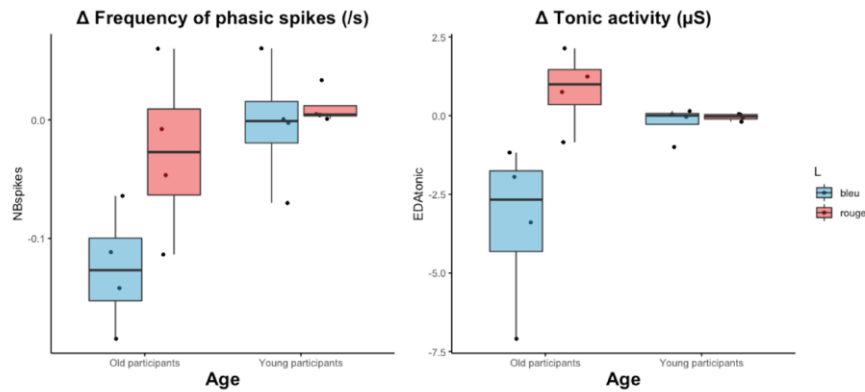 Δ Frequency of phasic spikes (/s)
NBspikes
0.0
-0.1
Old participants
Young participants
Age
Δ Tonic activity (µS)
EDAtonic
2.5
0.0
-2.5
-5.0
-7.5
Old participants
Young participants
Age
L
bleu
rouge